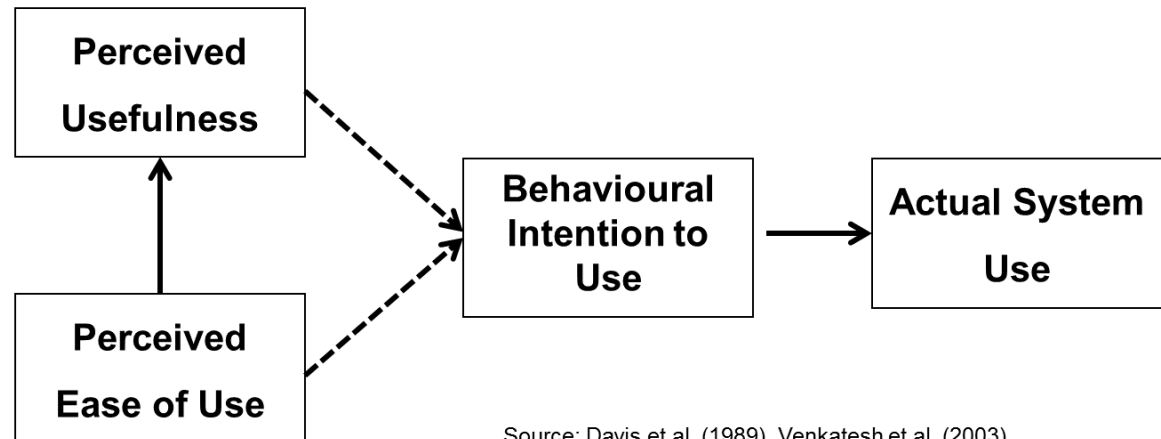 Perceived
Usefulness
Behavioural
Intention to
Use
Actual System
Use
Perceived
Ease of Use
Source: Davis et al. (1989), Venkatesh et al. (2003)